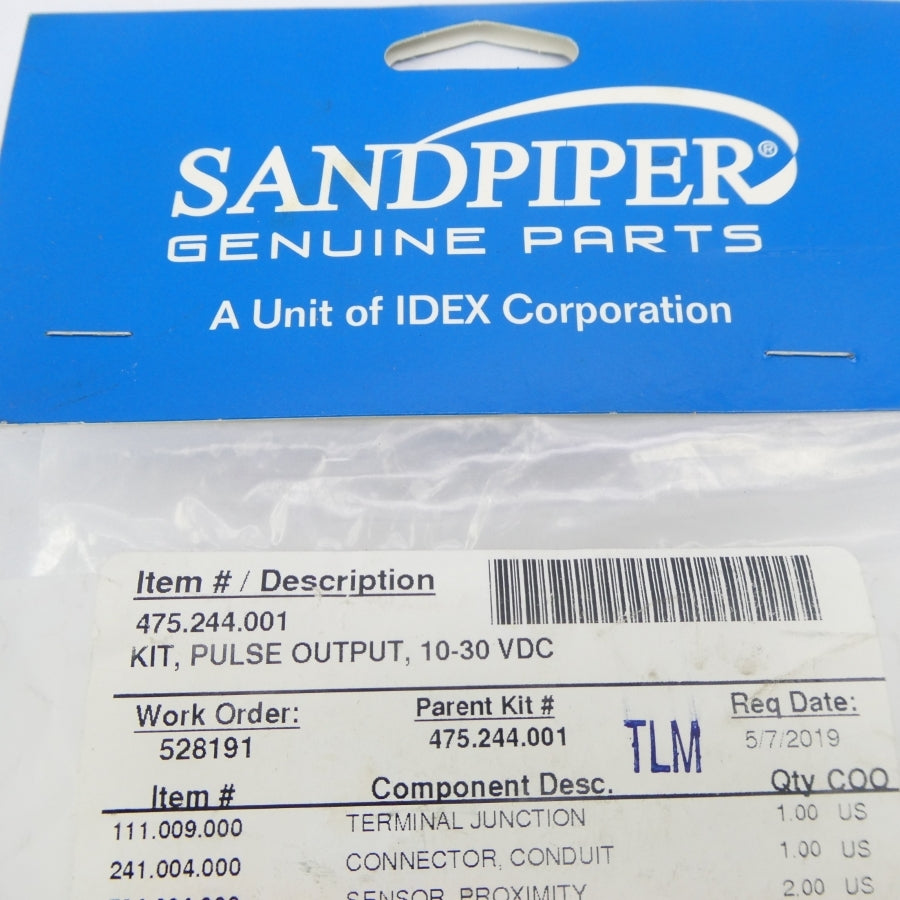 SANDPIPER®
GENUINE PARTS
A Unit of IDEX Corporation
Item # / Description
475.244.001
KIT, PULSE OUTPUT, 10-30 VDC
Work Order: Parent Kit # Req Date:
528191 475.244.001 TLM 5/7/2019
Item # Component Desc. Qty COO
111.009.000 TERMINAL JUNCTION 1.00 US
241.004.000 CONNECTOR, CONDUIT 1.00 US
SENSOR, PROXIMITY 2.00 US